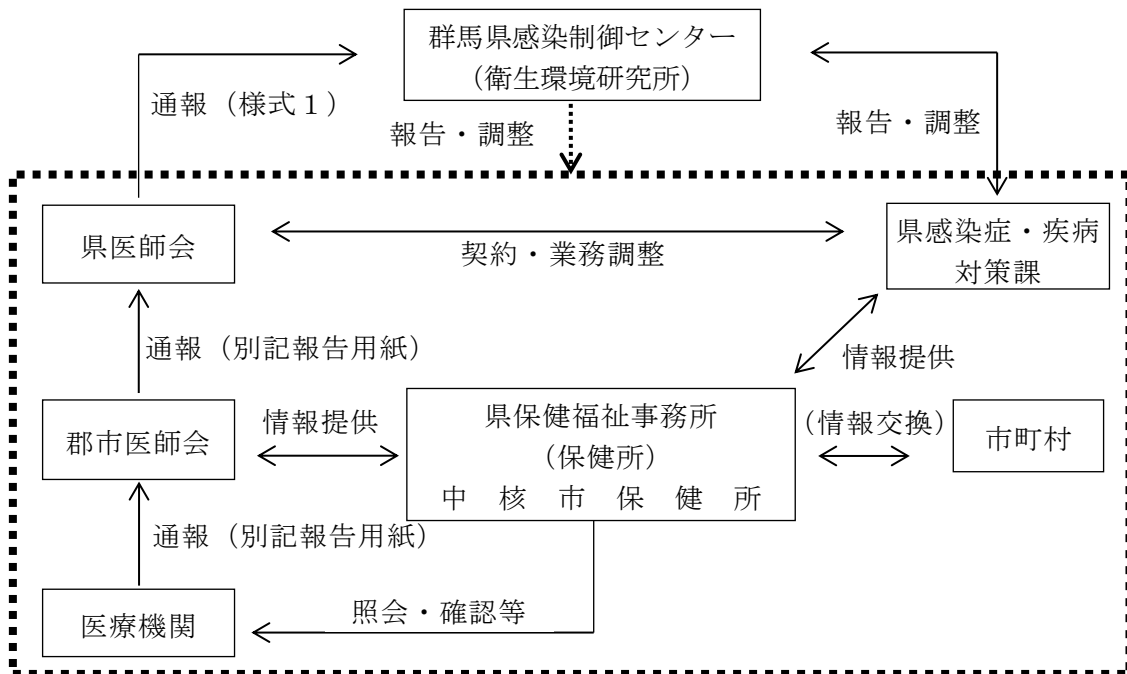 群馬県感染制御センター
（衛生環境研究所）
通報（様式１）
報告・調整
報告・調整
県医師会
契約・業務調整
県感染症・疾病
対策課
通報（別記報告用紙）
情報提供
郡市医師会
情報提供
県保健福祉事務所
（保健所）
中核市保健所
（情報交換）
市町村
通報（別記報告用紙）
医療機関
照会・確認等